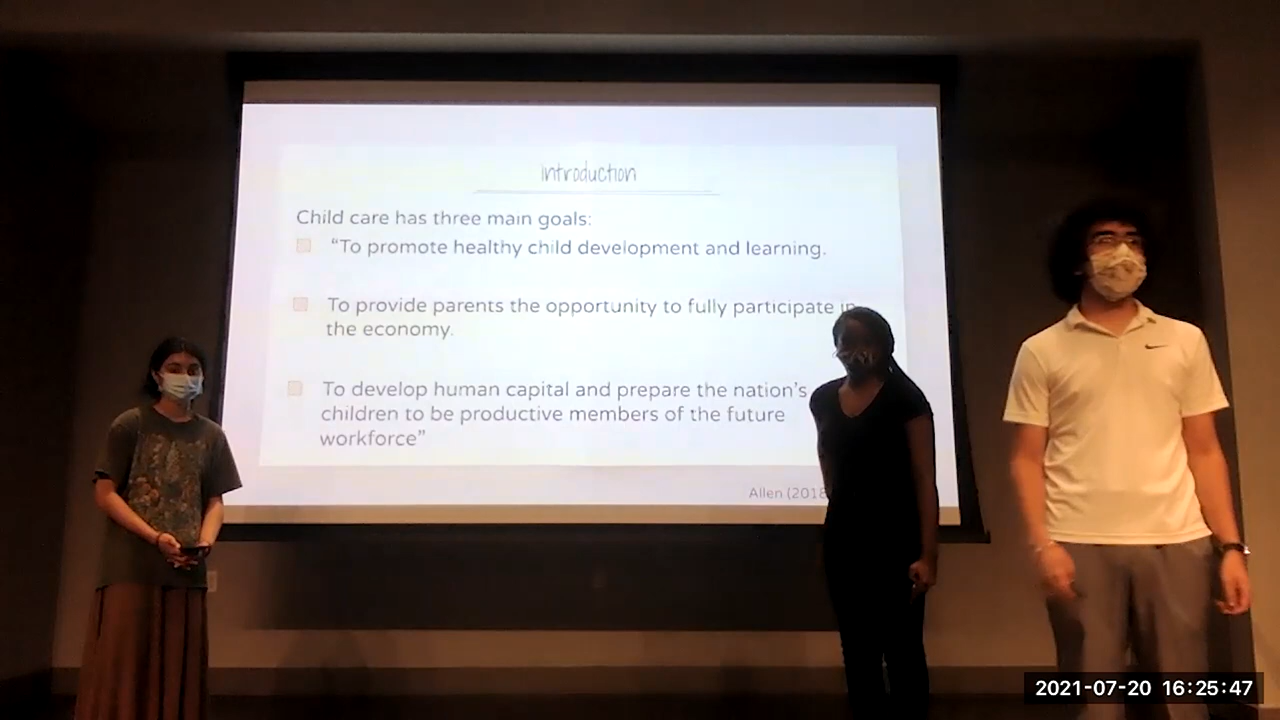 Introduction
Child care has three main goals:
“To promote healthy child development and learning.
To provide parents the opportunity to fully participate in
the economy.
To develop human capital and prepare the nation’s
children to be productive members of the future
workforce”
Allen (2018
2021-07-20 16:25:47